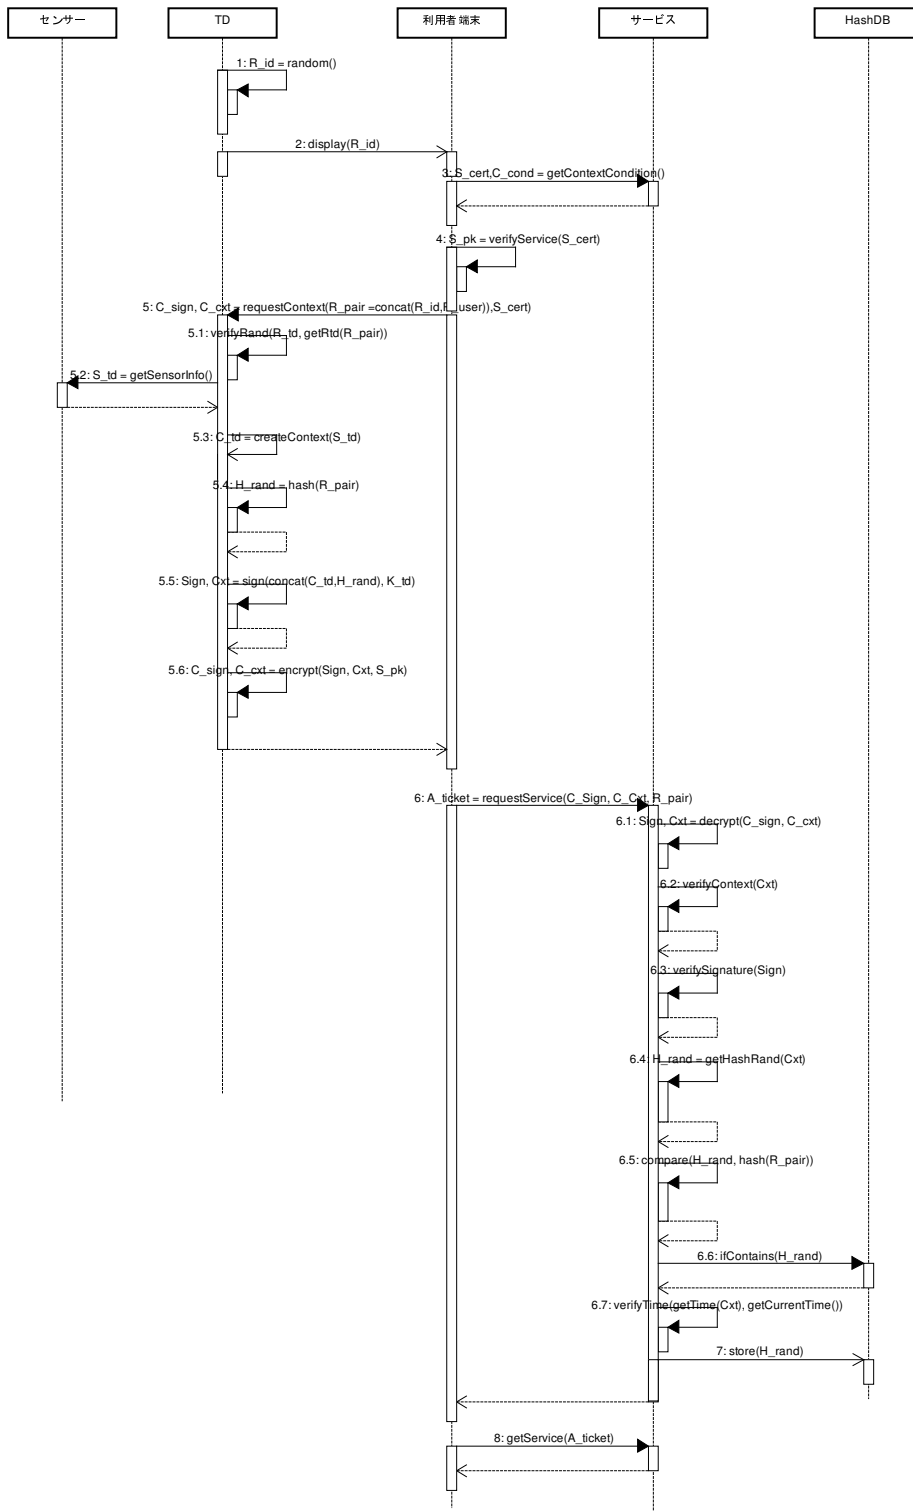 センサー
TD
利用者端末
サービス
HashDB
1: R_id = random()
2: display(R_id)
3: S_cert,C_cond = getContextCondition()
4: S_pk = verifyService(S_cert)
5: C_sign, C_cxt = requestContext(R_pair =concat(R_id,R_user)),S_cert)
5.1: verifyRand(R_td, getRtd(R_pair))
5.2: S_td = getSensorInfo()
5.3: C_td = createContext(S_td)
5.4: H_rand = hash(R_pair)
5.5: Sign, Cxt = sign(concat(C_td,H_rand), K_td)
5.6: C_sign, C_cxt = encrypt(Sign, Cxt, S_pk)
6: A_ticket = requestService(C_Sign, C_Cxt, R_pair)
6.1: Sign, Cxt = decrypt(C_sign, C_cxt)
6.2: verifyContext(Cxt)
6.3: verifySignature(Sign)
6.4: H_rand = getHashRand(Cxt)
6.5: compare(H_rand, hash(R_pair))
6.6: ifContains(H_rand)
6.7: verifyTime(getTime(Cxt), getCurrentTime())
7: store(H_rand)
8: getService(A_ticket)